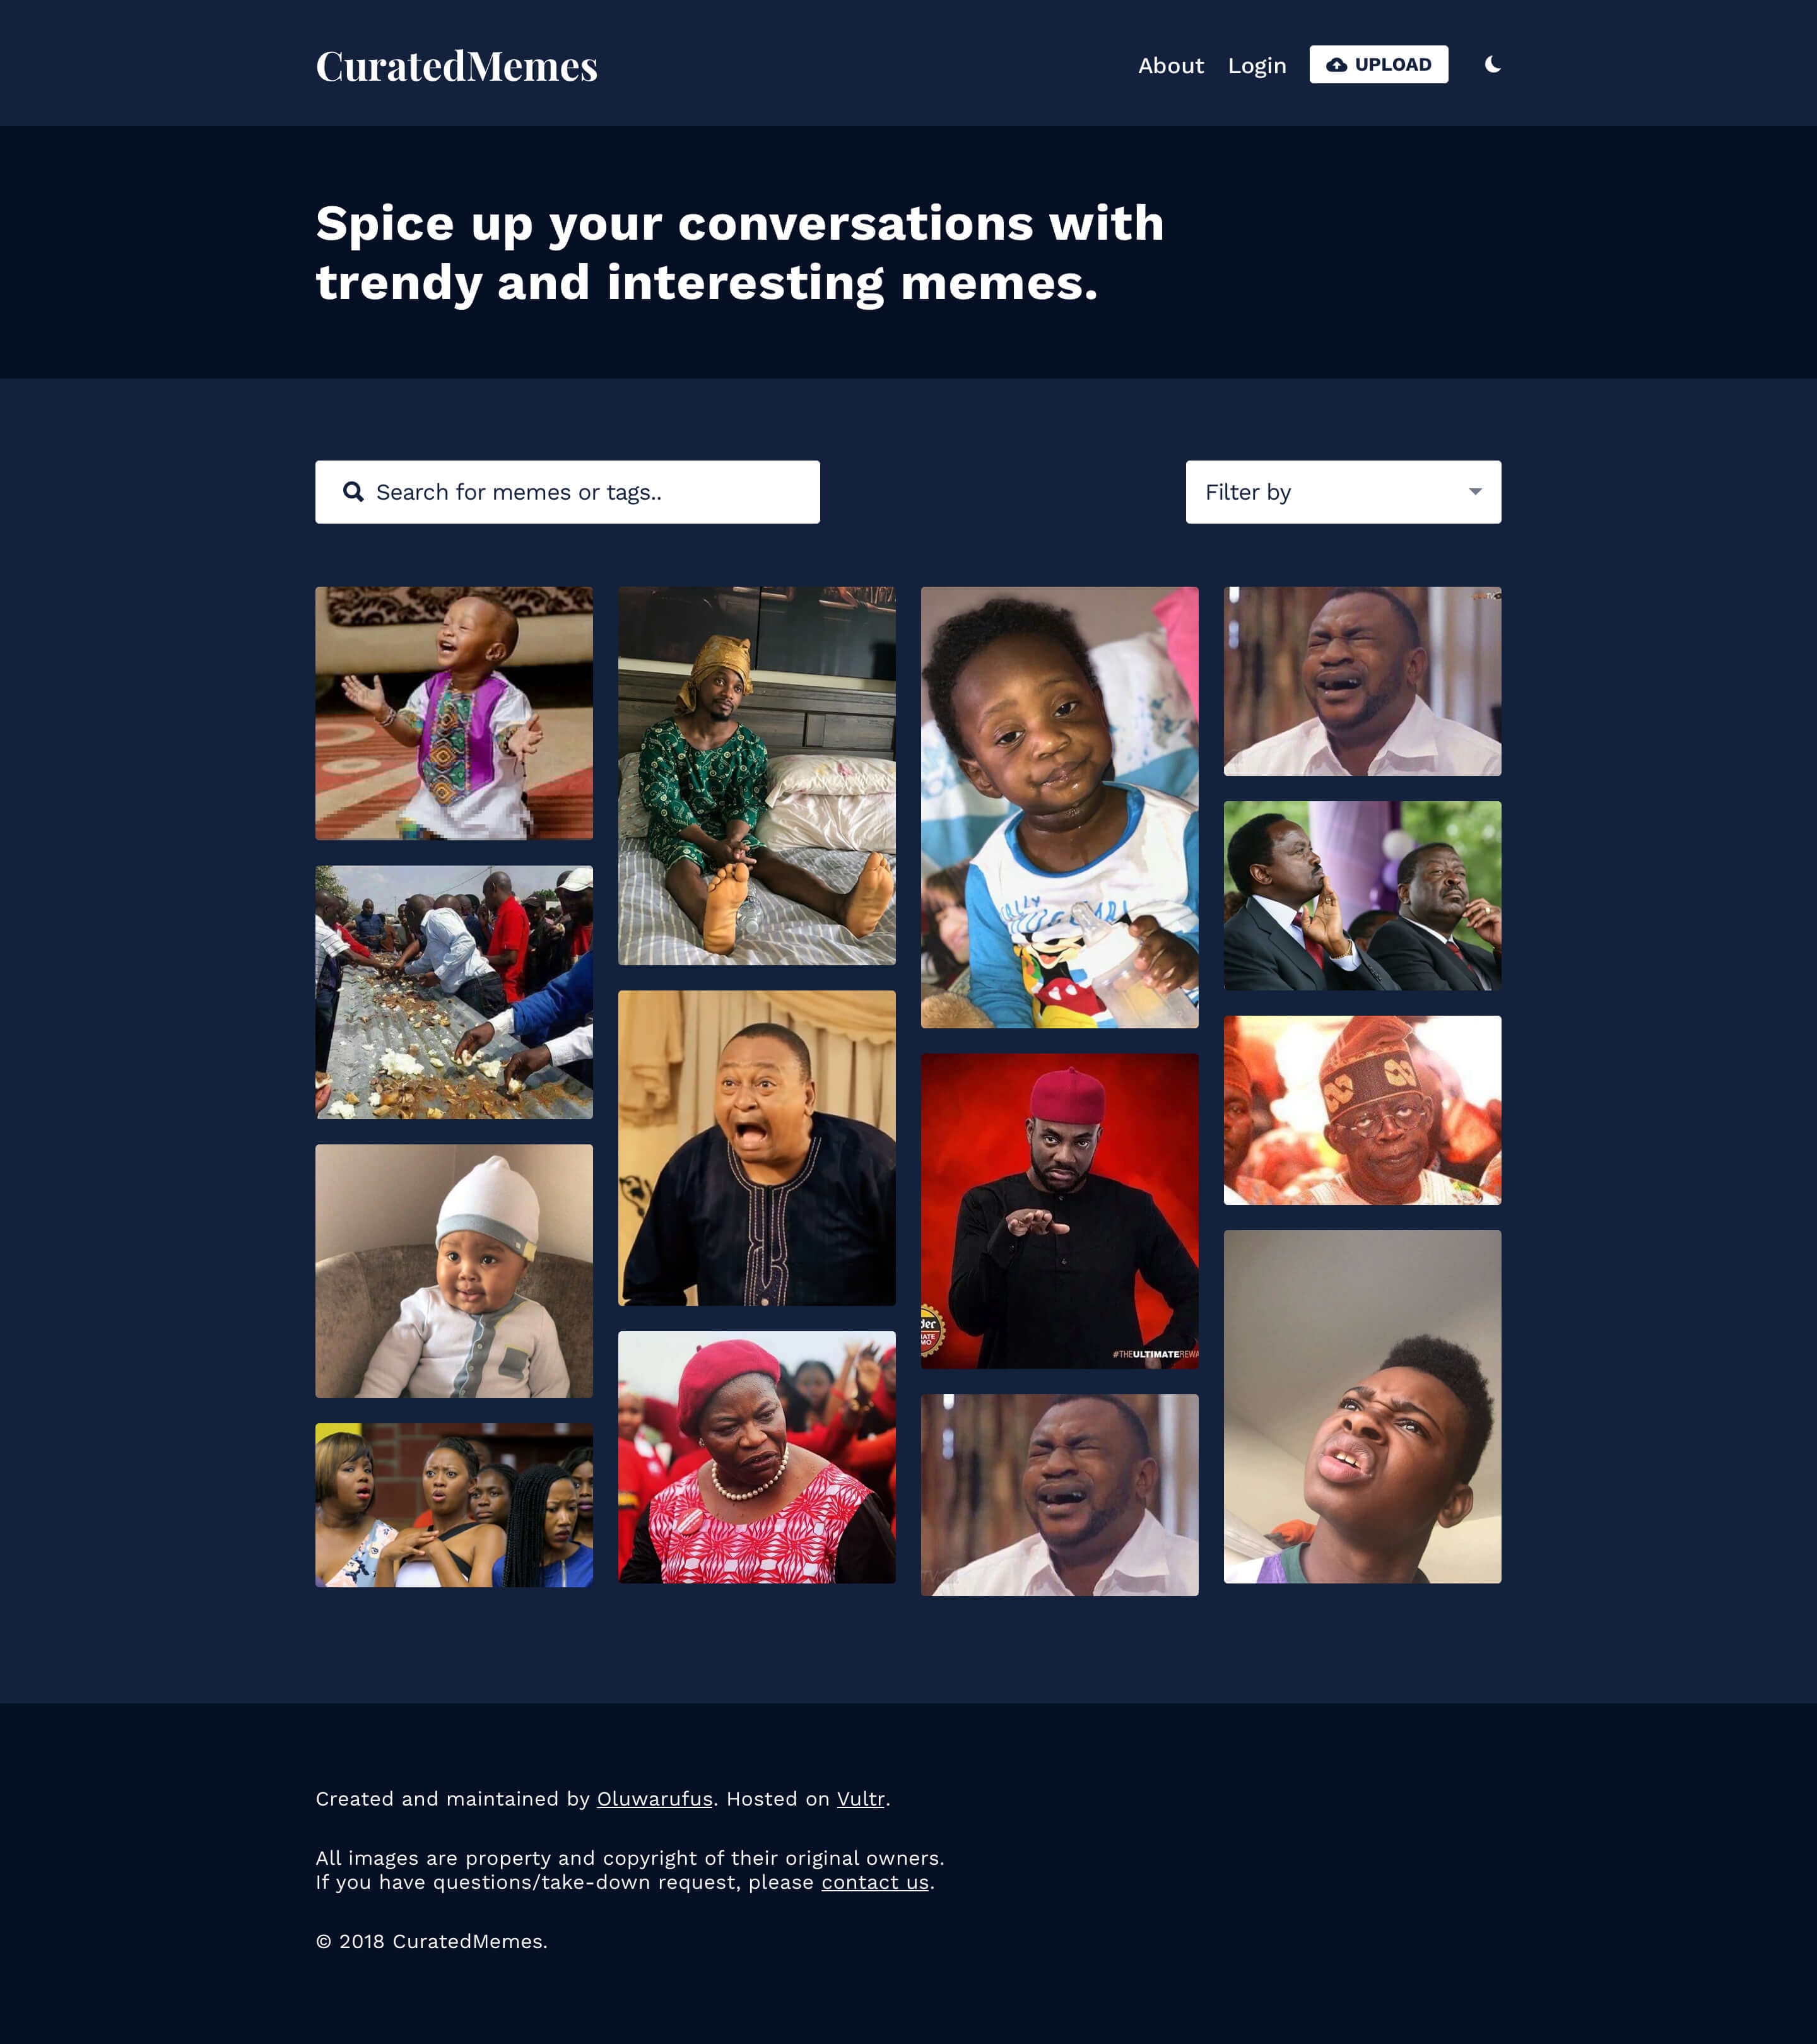 CuratedMemes
About
Login
UPLOAD
Spice up your conversations with
trendy and interesting memes.
Search for memes or tags..
Filter by
#THEULTIMATEREWA
Created and maintained by Oluwarufus. Hosted on Vultr.
All images are property and copyright of their original owners.
If you have questions/take-down request, please contact us.
© 2018 CuratedMemes.